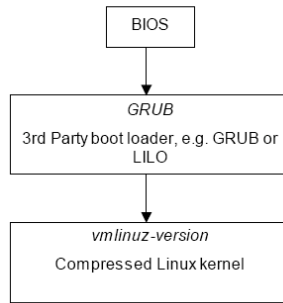 BIOS
GRUB
3rd Party boot loader, e.g. GRUB or
LILO
vmlinuz-version
Compressed Linux kernel